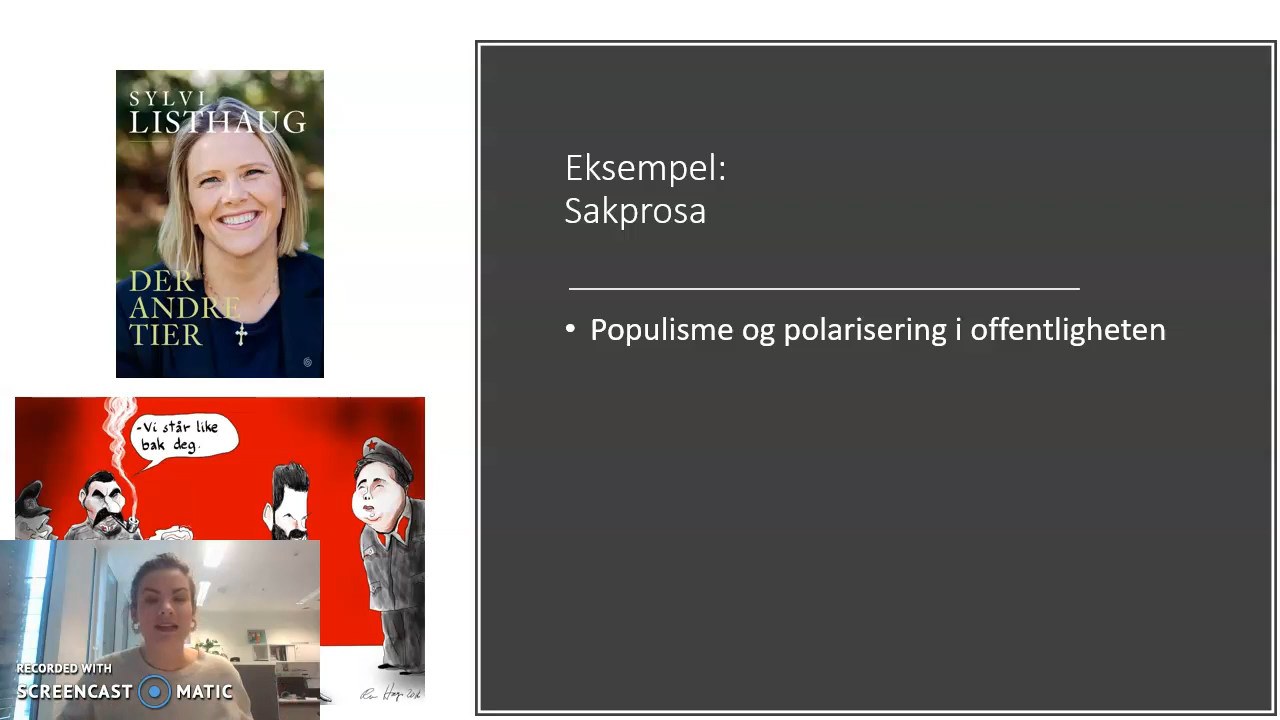 SYLVI
LISTHAUG
DER
ANDRE
TIER
Eksempel:
Sakprosa
• Populisme og polarisering i offentligheten
-Vi står like
bak deg.
RECORDED WITH
SCREENCAST MATIC